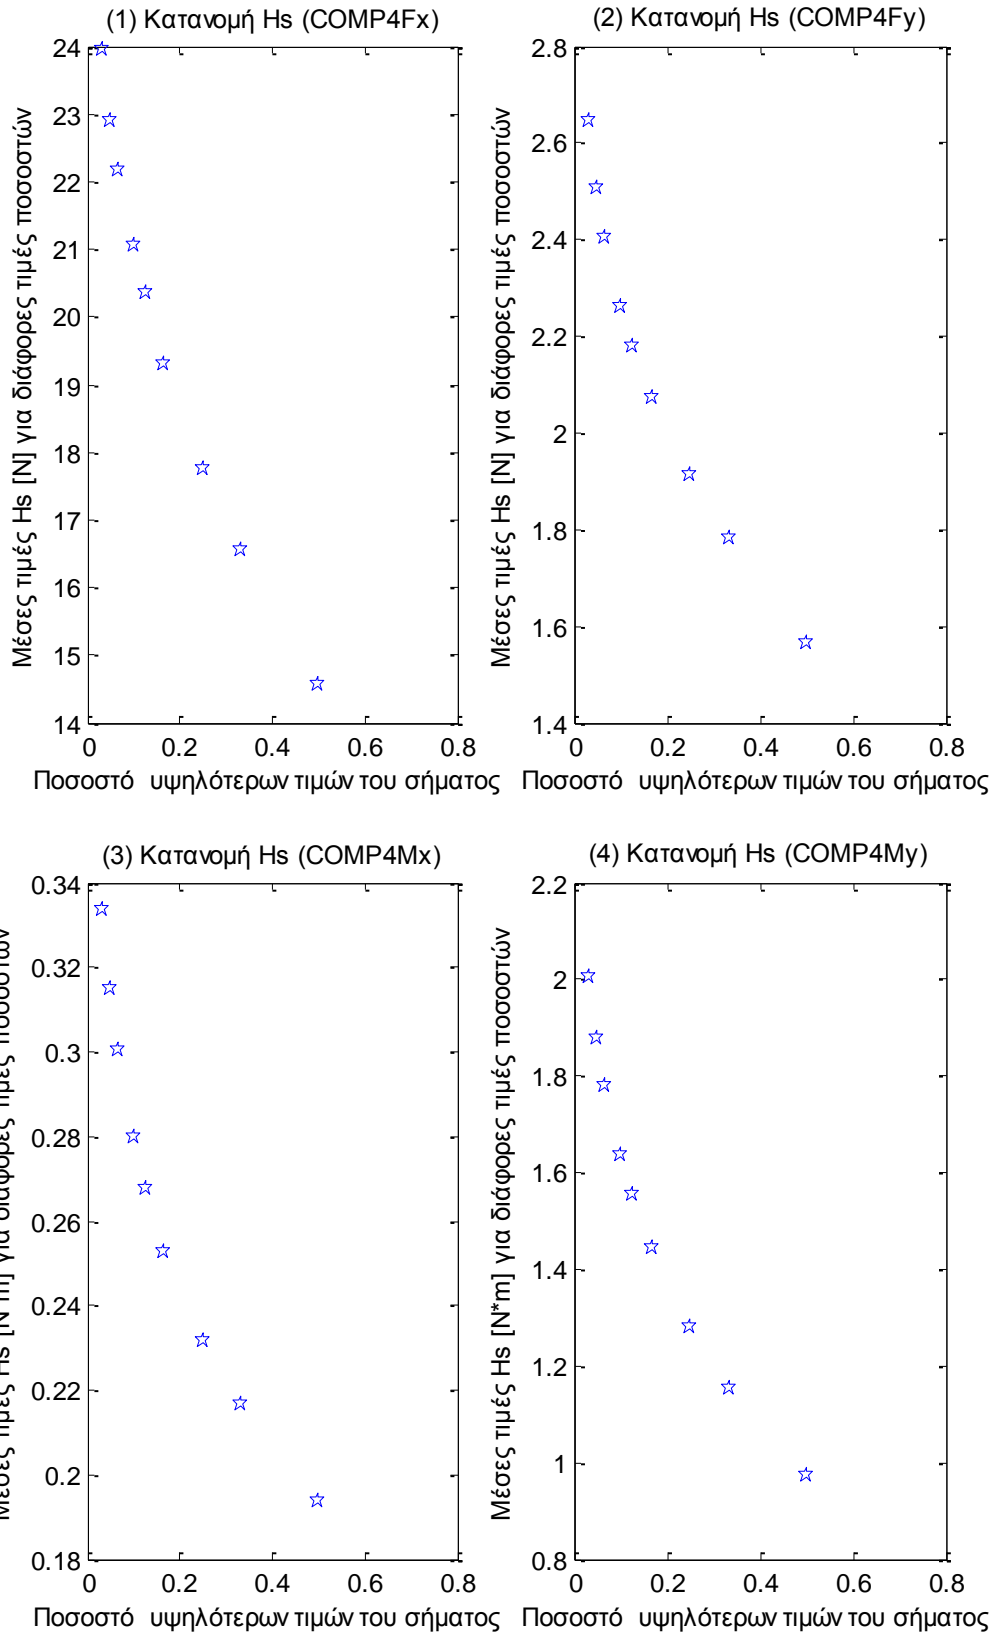 (1) Κατανομή Hs (COMP4Fx)
Μέσες τιμές Hs [N] για διάφορες τιμές ποσοστών
24
23
22
21
20
19
18
17
16
15
14
0 0.2 0.4 0.6 0.8
Ποσοστό υψηλότερων τιμών του σήματος
(2) Κατανομή Hs (COMP4Fy)
Μέσες τιμές Hs [N] για διάφορες τιμές ποσοστών
2.8
2.6
2.4
2.2
2
1.8
1.6
1.4
0 0.2 0.4 0.6 0.8
Ποσοστό υψηλότερων τιμών του σήματος
(3) Κατανομή Hs (COMP4Mx)
Μέσες τιμές Hs [N*m] για διάφορες τιμές ποσοστών
0.34
0.32
0.3
0.28
0.26
0.24
0.22
0.2
0.18
0 0.2 0.4 0.6 0.8
Ποσοστό υψηλότερων τιμών του σήματος
(4) Κατανομή Hs (COMP4My)
Μέσες τιμές Hs [N*m] για διάφορες τιμές ποσοστών
2.2
2
1.8
1.6
1.4
1.2
1
0.8
0 0.2 0.4 0.6 0.8
Ποσοστό υψηλότερων τιμών του σήματος